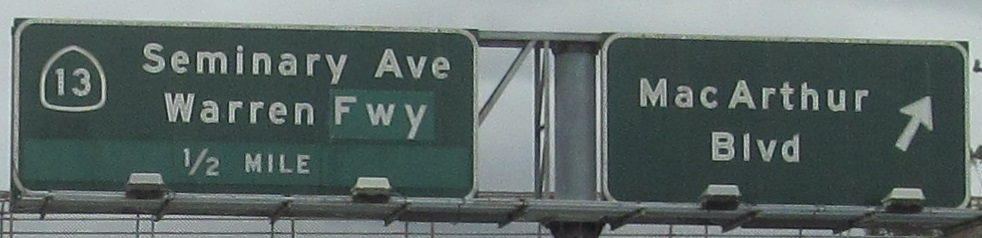 13
Seminary Ave
Warren Fwy
1/2 MILE
MacArthur
Blvd